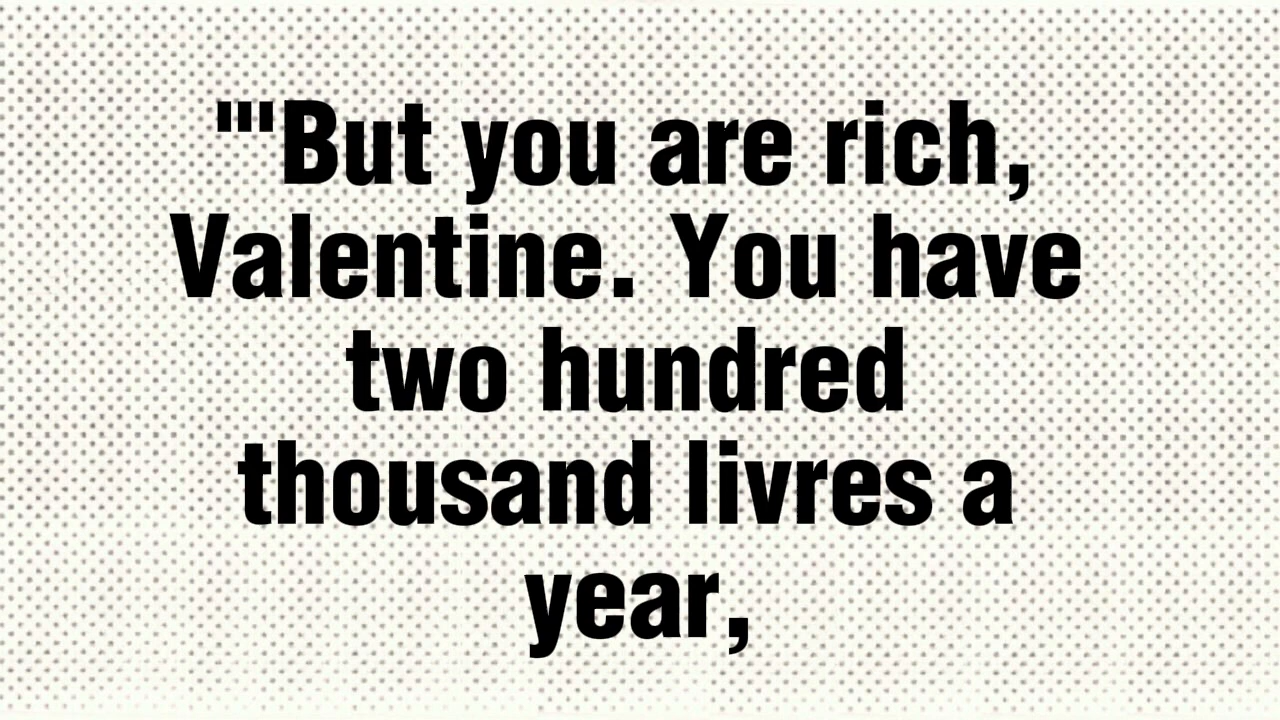 "'But you are rich,
Valentine. You have
two hundred
thousand livres a
year,